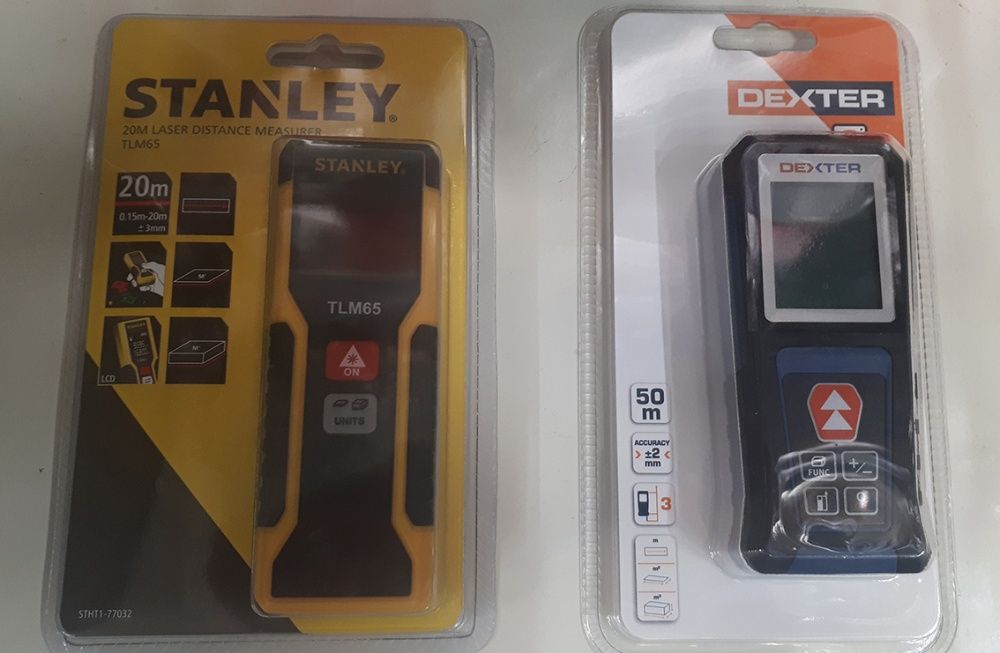 STANLEY®
20M LASER DISTANCE MEASURER
TLM65
20m
0.15m-20m
±3mm
M²
LCD
M³
STHT1-77032
STANLEY®
TLM65
ON
UNITS
DEXTER
DEXTER
50
m
ACCURACY
±2
mm
3
m
m²
m³
FUNC
+/−